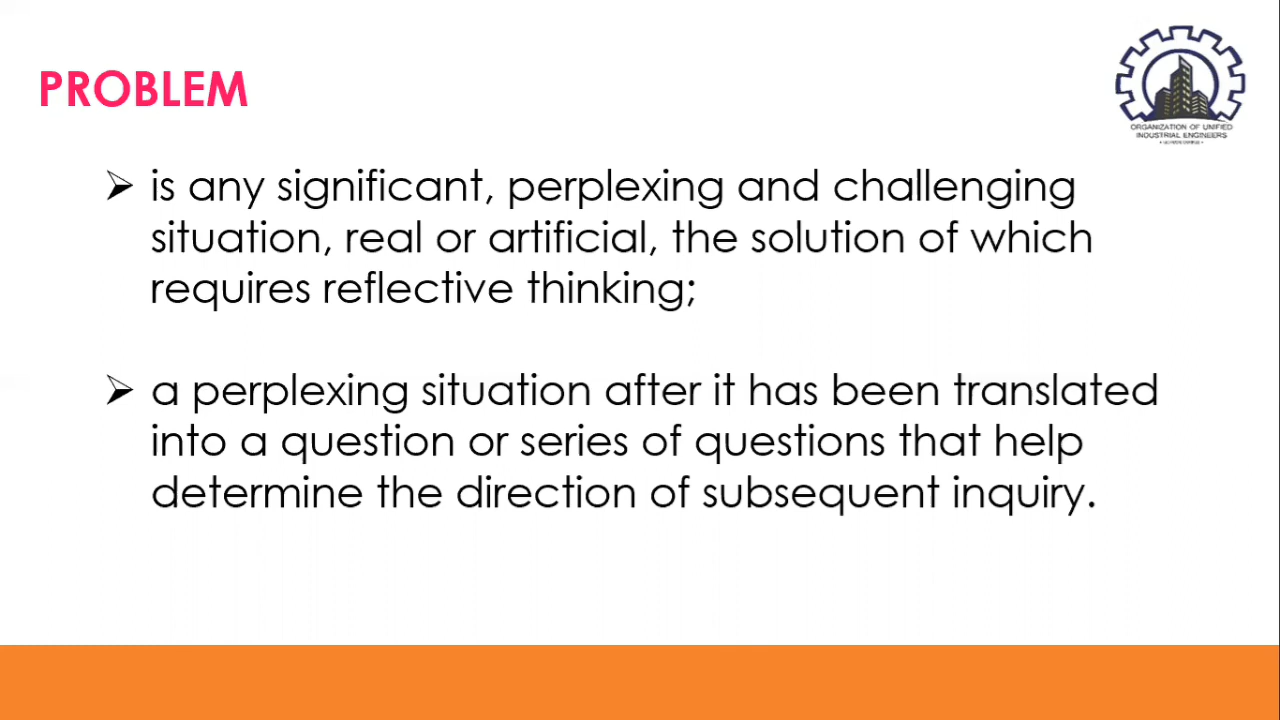 PROBLEM
ORGANIZATION OF UNIFIED
INDUSTRIAL ENGINEERS
is any significant, perplexing and challenging
situation, real or artificial, the solution of which
requires reflective thinking;
a perplexing situation after it has been translated
into a question or series of questions that help
determine the direction of subsequent inquiry.